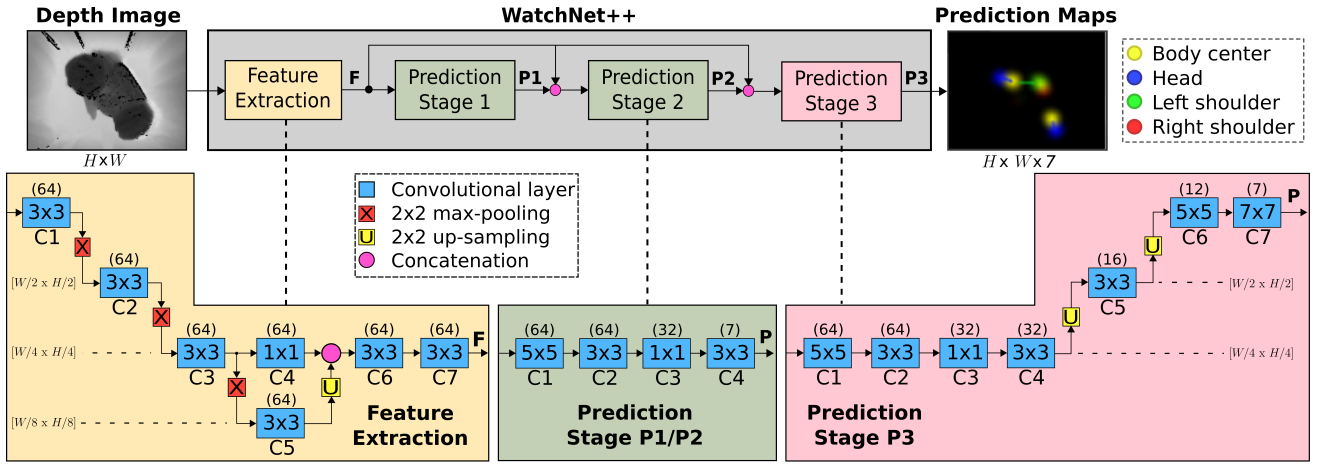 Depth Image
WatchNet++
Prediction Maps
Feature
Extraction
F
Prediction
Stage 1
P1
Prediction
Stage 2
P2
Prediction
Stage 3
P3
Body center
Head
Left shoulder
Right shoulder
H x W
H x W x 7
Convolutional layer
X 2x2 max-pooling
U 2x2 up-sampling
Concatenation
(64)
3x3
C1
X
(64)
3x3
C2
[W/2 x H/2]
X
(64)
3x3
C3
[W/4 x H/4]
(64)
1x1
C4
X
(64)
3x3
C5
[W/8 x H/8]
U
(64)
3x3
C6
(64)
3x3
C7
F
Feature
Extraction
(64)
5x5
C1
(64)
3x3
C2
(32)
1x1
C3
(7)
3x3
C4
P
Prediction
Stage P1/P2
(64)
5x5
C1
(64)
3x3
C2
(32)
1x1
C3
(32)
3x3
C4
U
[W/4 x H/4]
(16)
3x3
C5
U
[W/2 x H/2]
(12)
5x5
C6
(7)
7x7
C7
P
Prediction
Stage P3